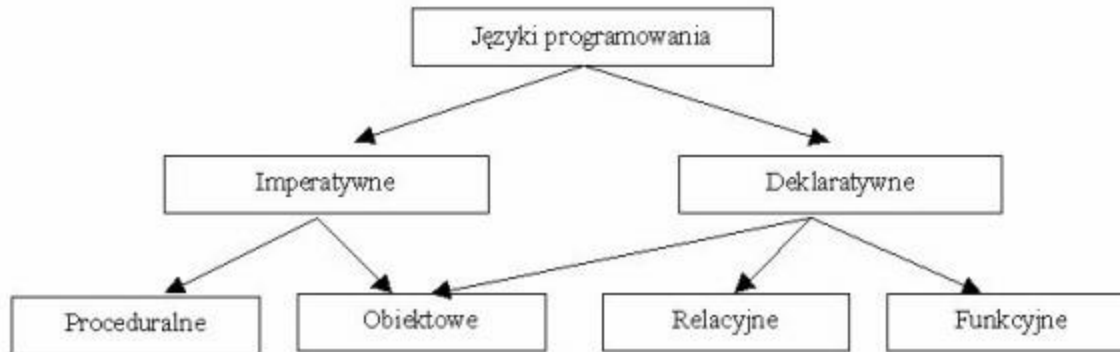 Języki programowania
Imperatywne
Deklaratywne
Proceduralne
Obiektowe
Relacyjne
Funkcyjne